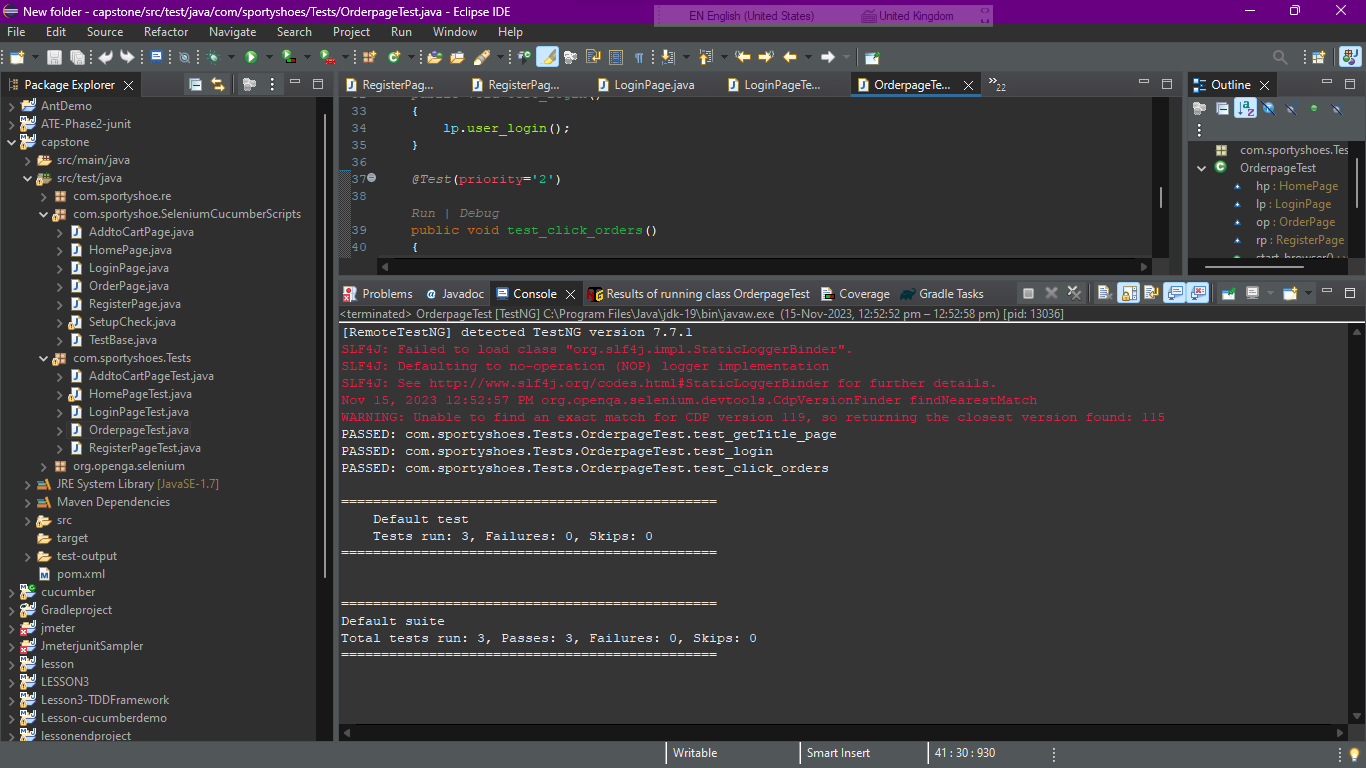 New folder - capstone/src/test/java/com/sportyshoes/Tests/OrderpageTest.java - Eclipse IDE
EN English (United States) United Kingdom
File Edit Source Refactor Navigate Search Project Run Window Help
Package Explorer
AntDemo
ATE-Phase2-junit
capstone
src/main/java
src/test/java
com.sportyshoe.re
com.sportyshoe.SeleniumCucumberScripts
AddtoCartPage.java
HomePage.java
LoginPage.java
OrderPage.java
RegisterPage.java
SetupCheck.java
TestBase.java
com.sportyshoes.Tests
AddtoCartPageTest.java
HomePageTest.java
LoginPageTest.java
OrderpageTest.java
RegisterPageTest.java
org.openga.selenium
JRE System Library [JavaSE-1.7]
Maven Dependencies
src
target
test-output
pom.xml
cucumber
Gradleproject
jmeter
JmeterjunitSampler
lesson
LESSON3
Lesson3-TDDFramework
Lesson-cucumberdemo
lessonendproject
RegisterPag... RegisterPag... LoginPage.java LoginPageTe... OrderpageTe... »22
33 {
34 lp.user_login();
35 }
36
37 @Test(priority='2')
38
Run | Debug
39 public void test_click_orders()
40 {
Outline
com.sportyshoes.Tes
OrderpageTest
hp : HomePage
lp : LoginPage
op : OrderPage
rp : RegisterPage
Problems Javadoc Console Results of running class OrderpageTest Coverage Gradle Tasks
<terminated> OrderpageTest [TestNG] C:\Program Files\Java\jdk-19\bin\javaw.exe (15-Nov-2023, 12:52:52 pm – 12:52:58 pm) [pid: 13036]
[RemoteTestNG] detected TestNG version 7.7.1
SLF4J: Failed to load class "org.slf4j.impl.StaticLoggerBinder".
SLF4J: Defaulting to no-operation (NOP) logger implementation
SLF4J: See http://www.slf4j.org/codes.html#StaticLoggerBinder for further details.
Nov 15, 2023 12:52:57 PM org.openqa.selenium.devtools.CdpVersionFinder findNearestMatch
WARNING: Unable to find an exact match for CDP version 119, so returning the closest version found: 115
PASSED: com.sportyshoes.Tests.OrderpageTest.test_getTitle_page
PASSED: com.sportyshoes.Tests.OrderpageTest.test_login
PASSED: com.sportyshoes.Tests.OrderpageTest.test_click_orders
===============================================
Default test
Tests run: 3, Failures: 0, Skips: 0
===============================================
===============================================
Default suite
Total tests run: 3, Passes: 3, Failures: 0, Skips: 0
===============================================
Writable Smart Insert 41 : 30 : 930